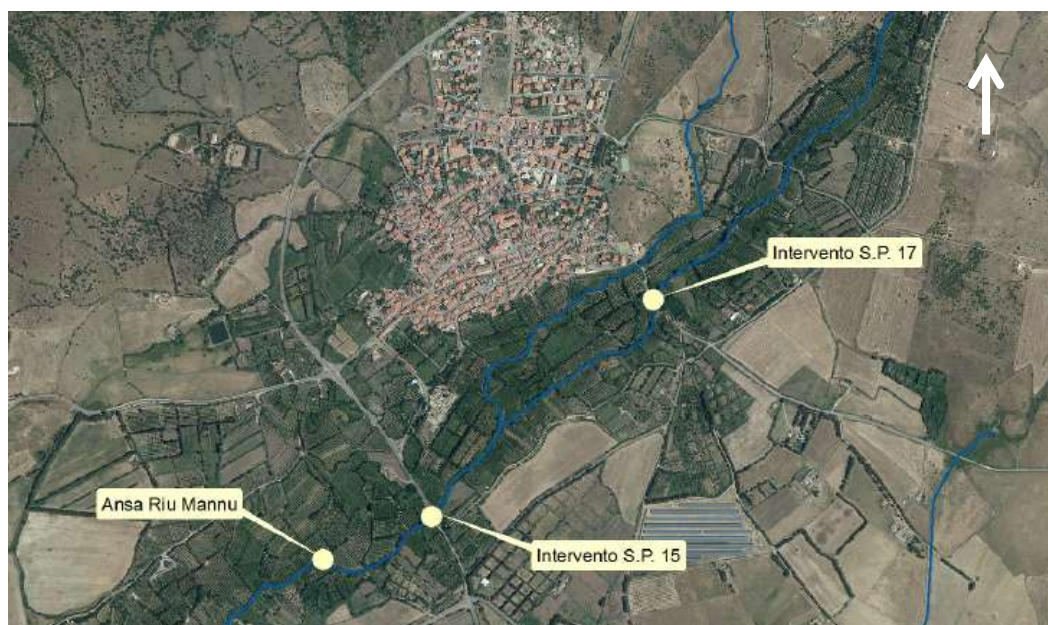 Intervento S.P. 17
Ansa Riu Mannu
Intervento S.P. 15